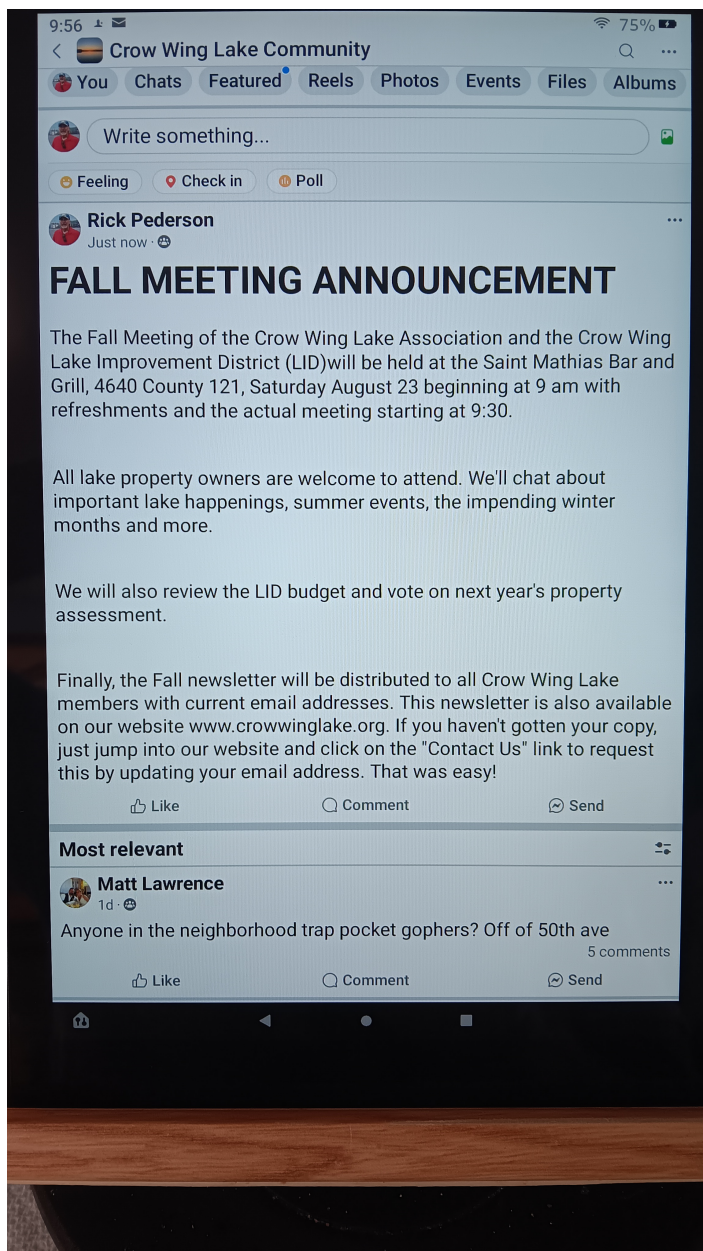 9:56
75%
Crow Wing Lake Community
You Chats Featured Reels Photos Events Files Albums
Write something...
Feeling Check in Poll
Rick Pederson
Just now ·
FALL MEETING ANNOUNCEMENT
The Fall Meeting of the Crow Wing Lake Association and the Crow Wing
Lake Improvement District (LID)will be held at the Saint Mathias Bar and
Grill, 4640 County 121, Saturday August 23 beginning at 9 am with
refreshments and the actual meeting starting at 9:30.
All lake property owners are welcome to attend. We'll chat about
important lake happenings, summer events, the impending winter
months and more.
We will also review the LID budget and vote on next year's property
assessment.
Finally, the Fall newsletter will be distributed to all Crow Wing Lake
members with current email addresses. This newsletter is also available
on our website www.crowwinglake.org. If you haven't gotten your copy,
just jump into our website and click on the "Contact Us" link to request
this by updating your email address. That was easy!
Like Comment Send
Most relevant
Matt Lawrence
1d ·
Anyone in the neighborhood trap pocket gophers? Off of 50th ave
5 comments
Like Comment Send